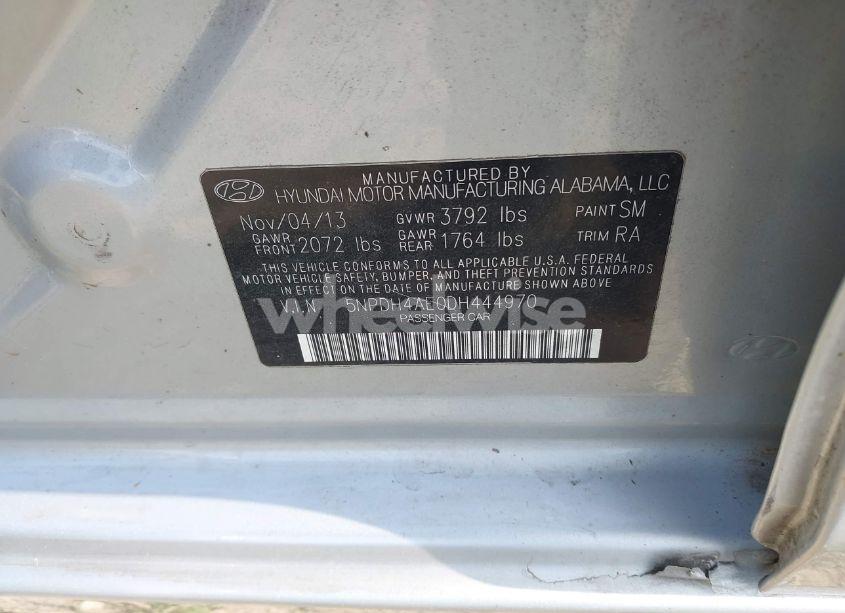 MANUFACTURED BY
HYUNDAI MOTOR MANUFACTURING ALABAMA, LLC
Nov/04/13 GVWR 3792 lbs PAINT SM
GAWR FRONT 2072 lbs GAWR REAR 1764 lbs TRIM RA
THIS VEHICLE CONFORMS TO ALL APPLICABLE U.S.A. FEDERAL
MOTOR VEHICLE SAFETY, BUMPER, AND THEFT PREVENTION STANDARDS
IN EFFECT ON THE DATE OF MANUFACTURE SHOWN ABOVE
V.I.N : 5NPDH4AE0DH444970
PASSENGER CAR
wheelwise